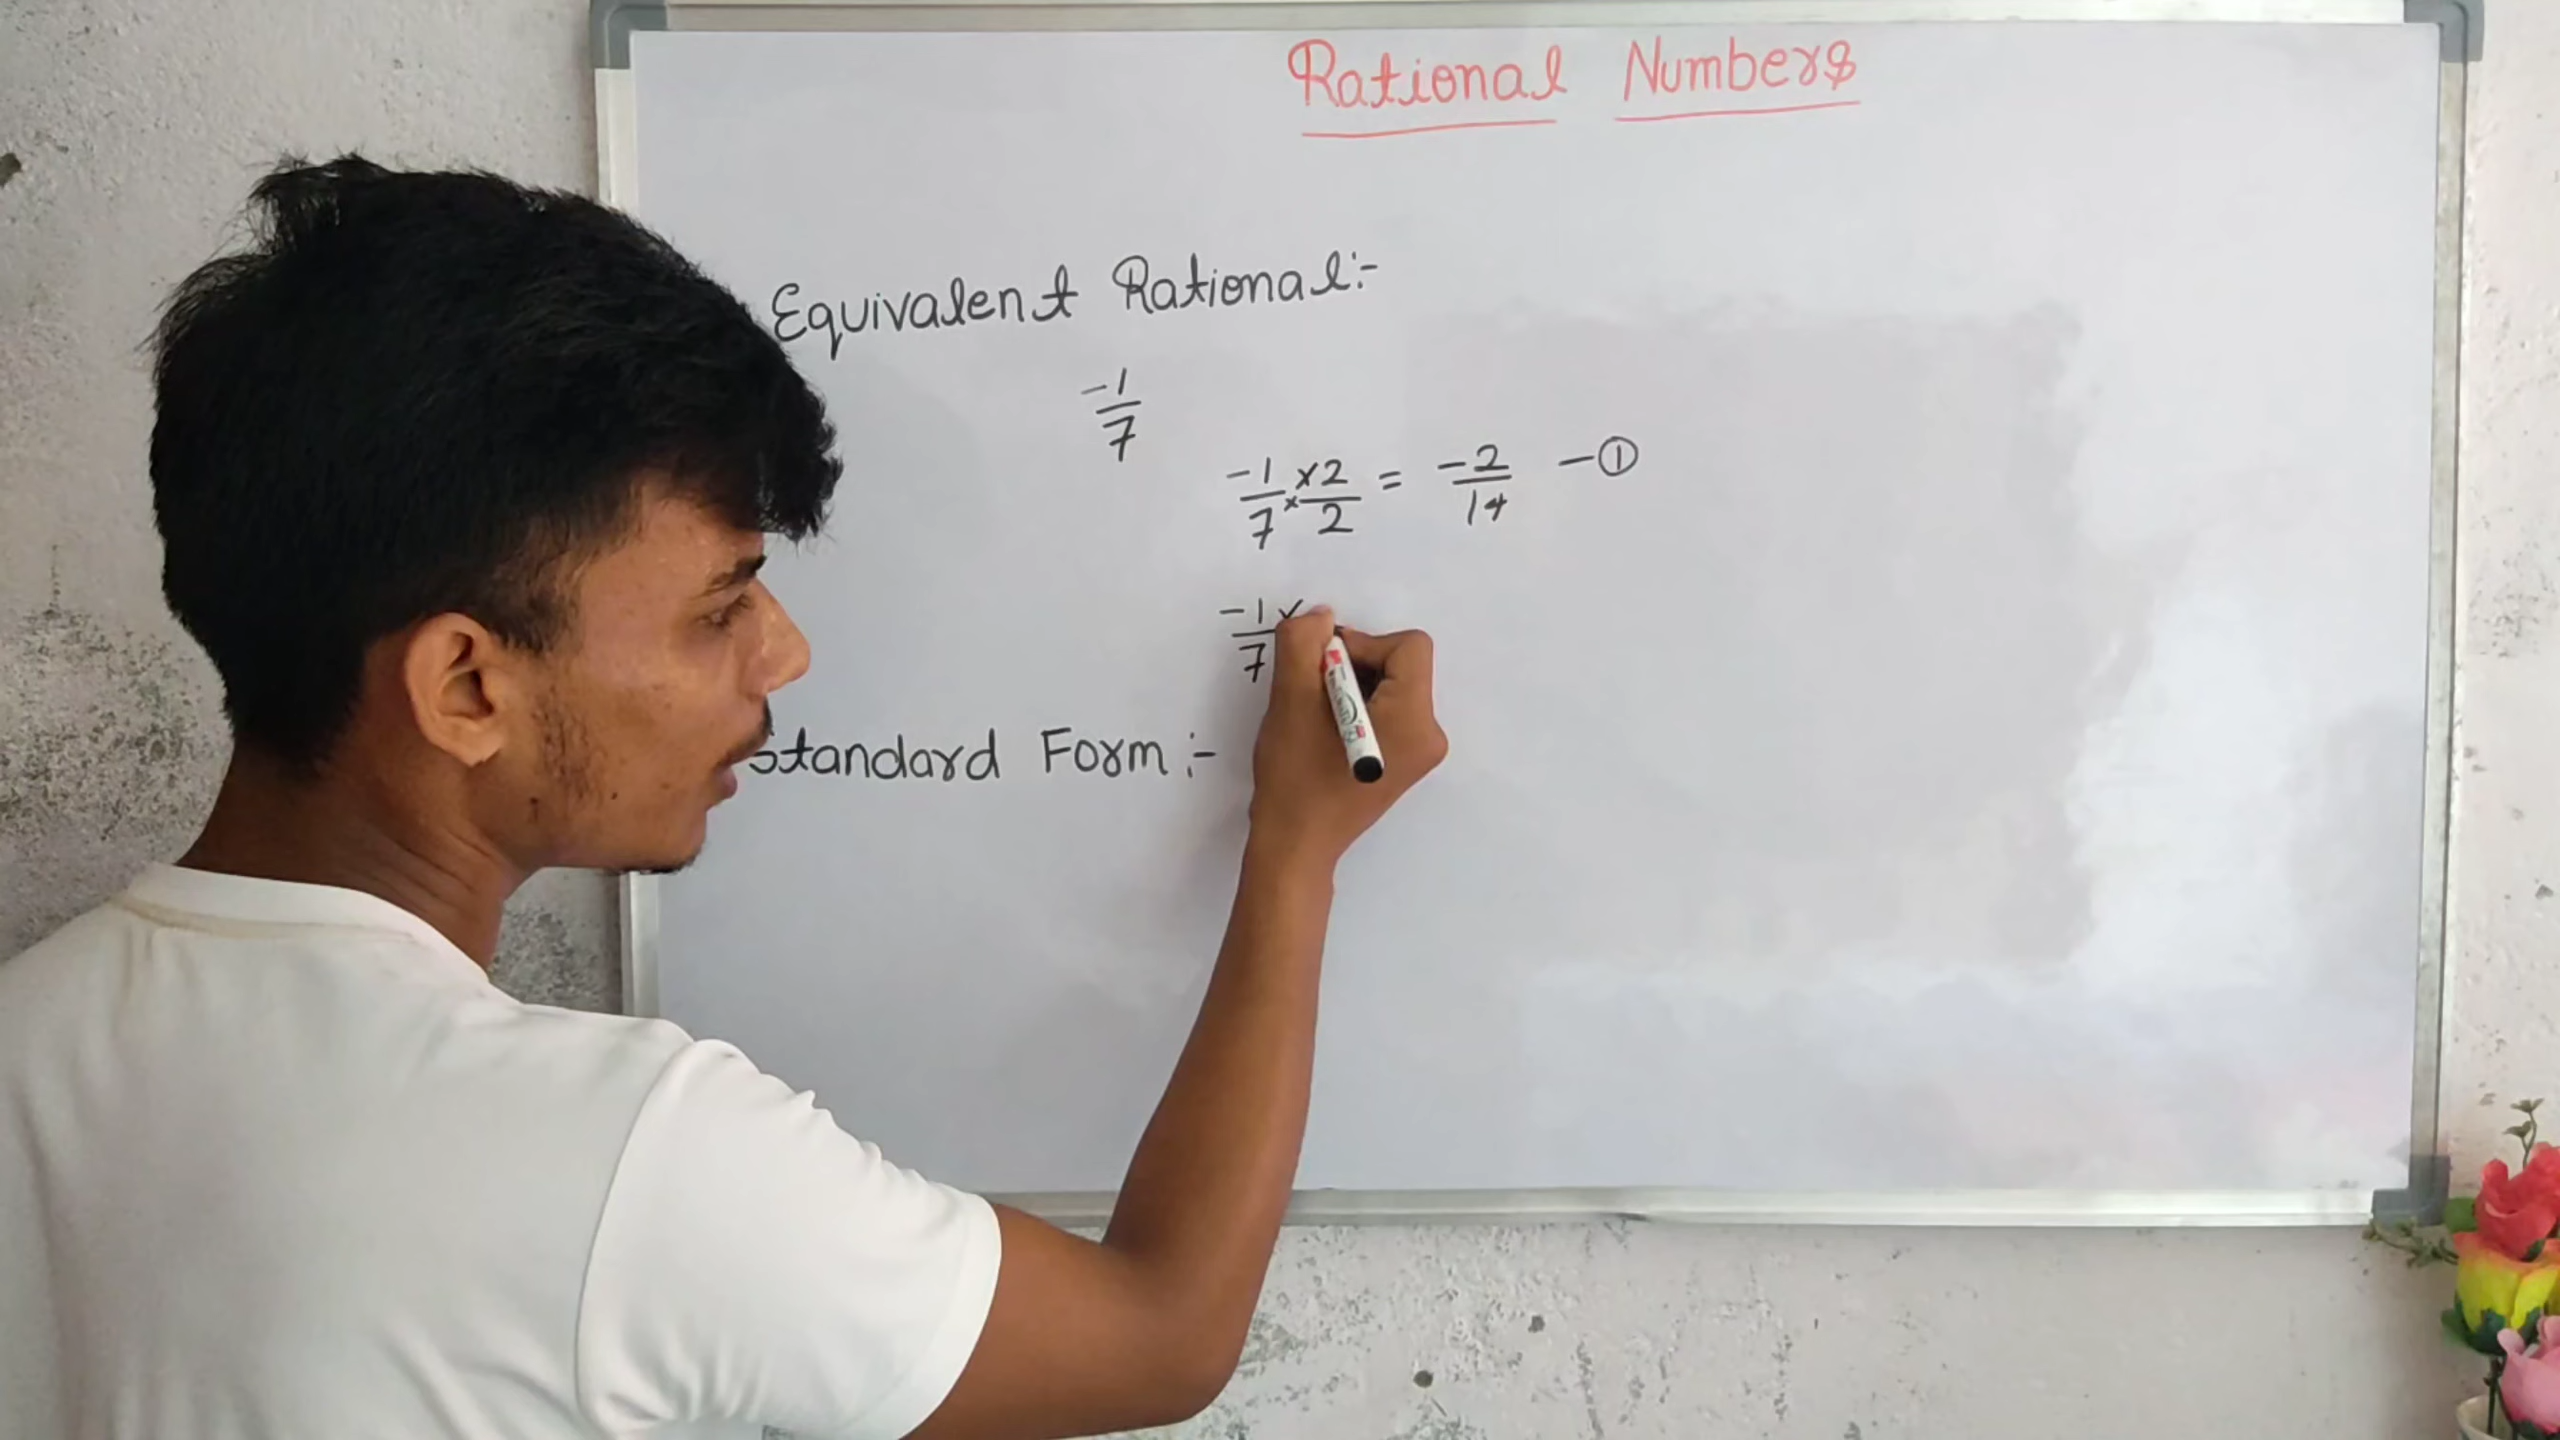 Rational Numbers
Equivalent Rational:-
-1/7
-1/7 × 2/2 = -2/14 -①
-1/7 ×
Standard Form :-